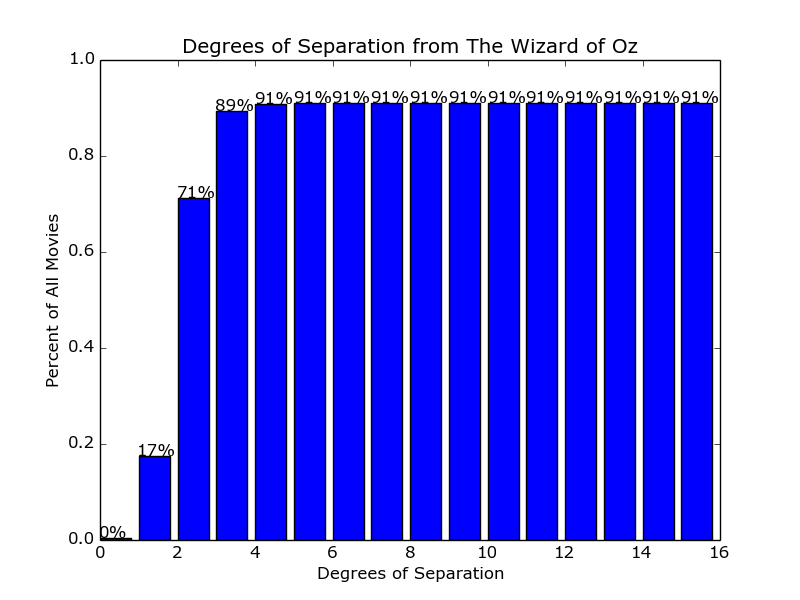 Degrees of Separation from The Wizard of Oz
1.0
0.8
0.6
0.4
0.2
0.0
Percent of All Movies
0% 17% 71% 89% 91% 91% 91% 91% 91% 91% 91% 91% 91% 91% 91% 91%
0 2 4 6 8 10 12 14 16
Degrees of Separation